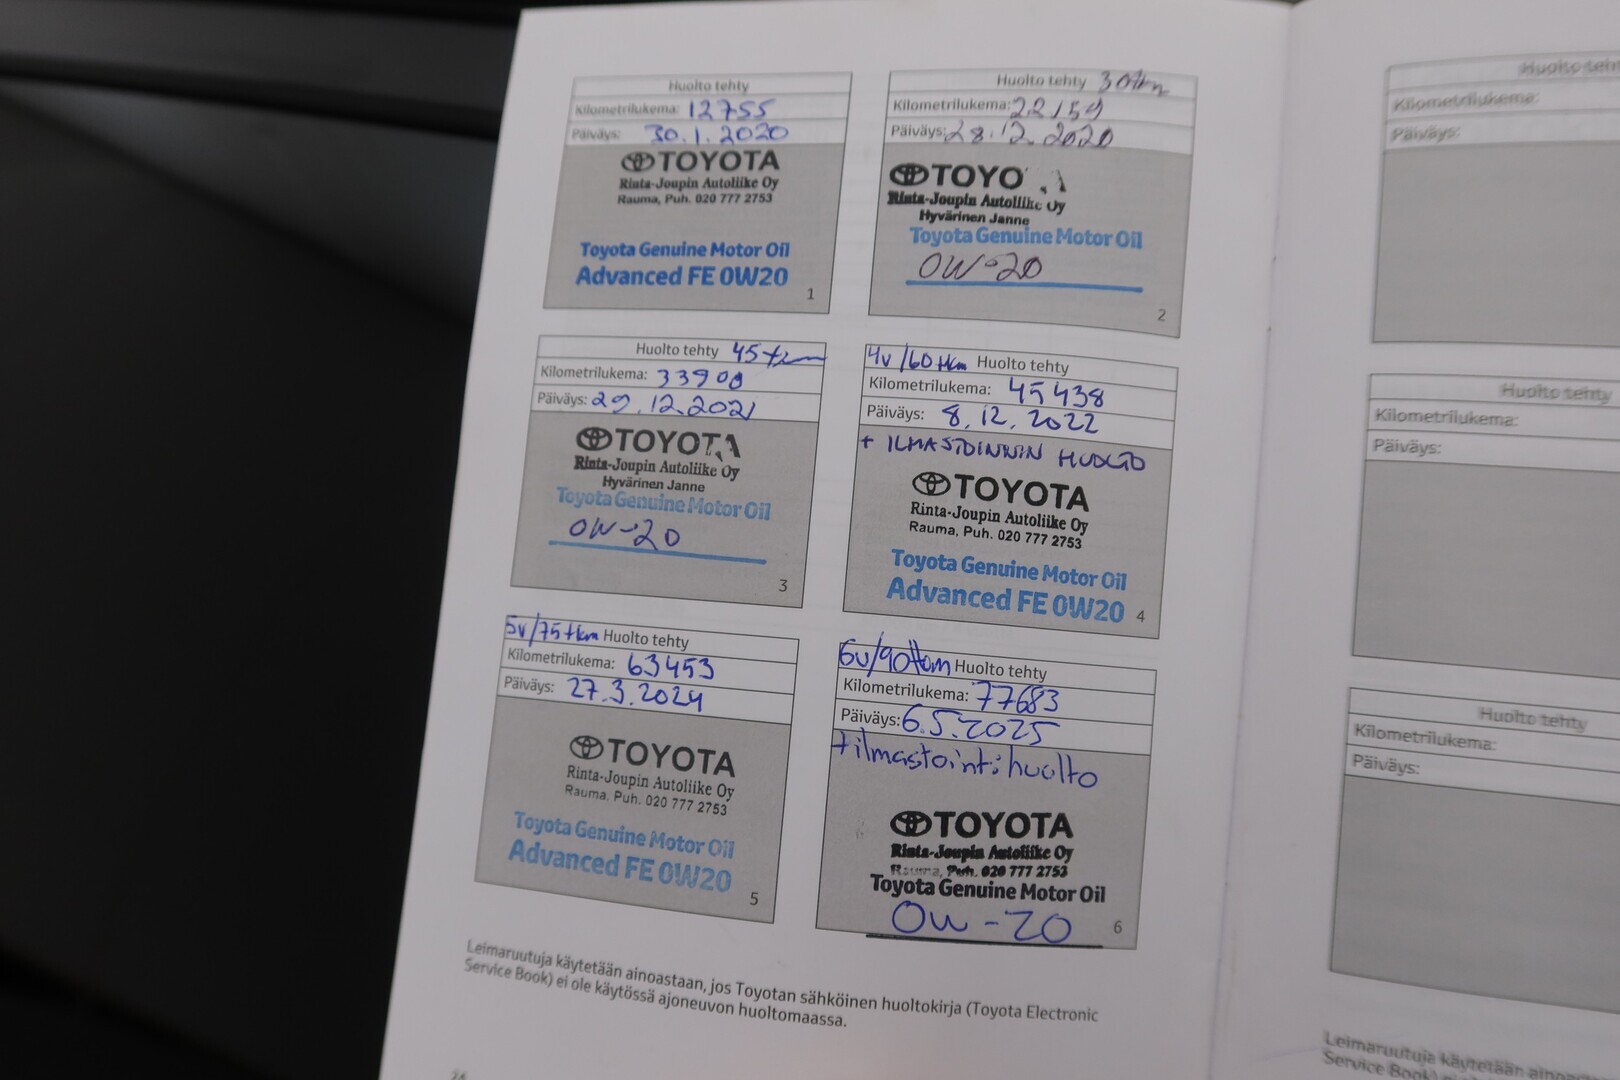 Huolto tehty
Kilometrilukema: 12755
Päiväys: 30.1.2020
TOYOTA
Rinta-Joupin Autoliike Oy
Rauma, Puh. 020 777 2753
Toyota Genuine Motor Oil
Advanced FE 0W20
1
Huolto tehty 30tkm
Kilometrilukema: 22159
Päiväys: 28.12.2020
TOYO
Rinta-Joupin Autoliike Oy
Hyvärinen Janne
Toyota Genuine Motor Oil
0W-20
2
Huolto tehty 45tkm
Kilometrilukema: 33900
Päiväys: 29.12.2021
TOYOTA
Rinta-Joupin Autoliike Oy
Hyvärinen Janne
Toyota Genuine Motor Oil
0W-20
3
4v/60tkm Huolto tehty
Kilometrilukema: 45438
Päiväys: 8.12.2022
+ ILMASTOINNIN HUOLTO
TOYOTA
Rinta-Joupin Autoliike Oy
Rauma, Puh. 020 777 2753
Toyota Genuine Motor Oil
Advanced FE 0W20
4
5v/75tkm Huolto tehty
Kilometrilukema: 63453
Päiväys: 27.3.2024
TOYOTA
Rinta-Joupin Autoliike Oy
Rauma, Puh. 020 777 2753
Toyota Genuine Motor Oil
Advanced FE 0W20
5
6v/90tkm Huolto tehty
Kilometrilukema: 77683
Päiväys: 6.5.2025
+ilmastointihuolto
TOYOTA
Rinta-Joupin Autoliike Oy
Rauma, Puh. 020 777 2753
Toyota Genuine Motor Oil
0W-20
6
Leimaruutuja käytetään ainoastaan, jos Toyotan sähköinen huoltokirja (Toyota Electronic
Service Book) ei ole käytössä ajoneuvon huoltomaassa.
Huolto
Kilometrilukema:
Päiväys:
Huolto tehty
Kilometrilukema:
Päiväys:
Huolto tehty
Kilometrilukema:
Päiväys:
Leimaruutuja käytetään
Service Book)